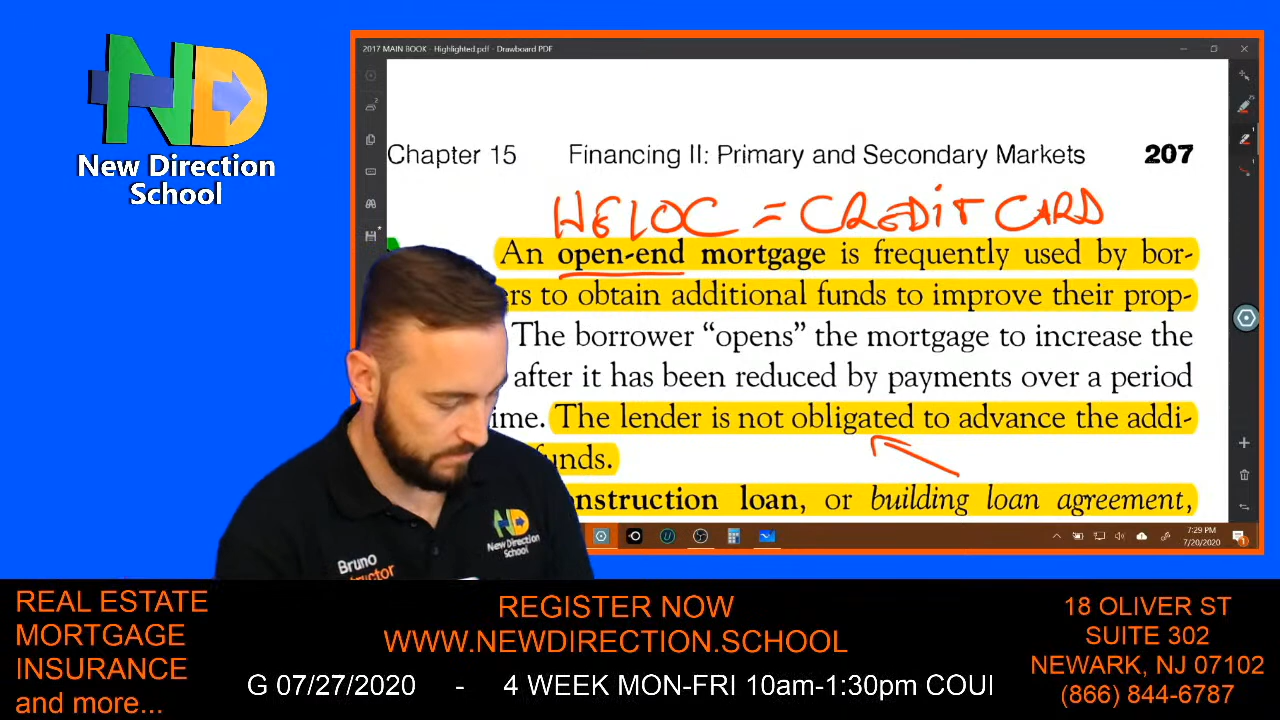 ND
New Direction
School
2017 MAIN BOOK - Highlighted.pdf - Drawboard PDF
Chapter 15 Financing II: Primary and Secondary Markets 207
HELOC = CREDIT CARD
An open-end mortgage is frequently used by bor-
ers to obtain additional funds to improve their prop-
The borrower “opens” the mortgage to increase the
after it has been reduced by payments over a period
ime. The lender is not obligated to advance the addi-
funds.
onstruction loan, or building loan agreement,
7:29 PM
7/20/2020
New Direction
School
Bruno
structor
REAL ESTATE
MORTGAGE
INSURANCE
and more...
REGISTER NOW
WWW.NEWDIRECTION.SCHOOL
G 07/27/2020 - 4 WEEK MON-FRI 10am-1:30pm COU
18 OLIVER ST
SUITE 302
NEWARK, NJ 07102
(866) 844-6787